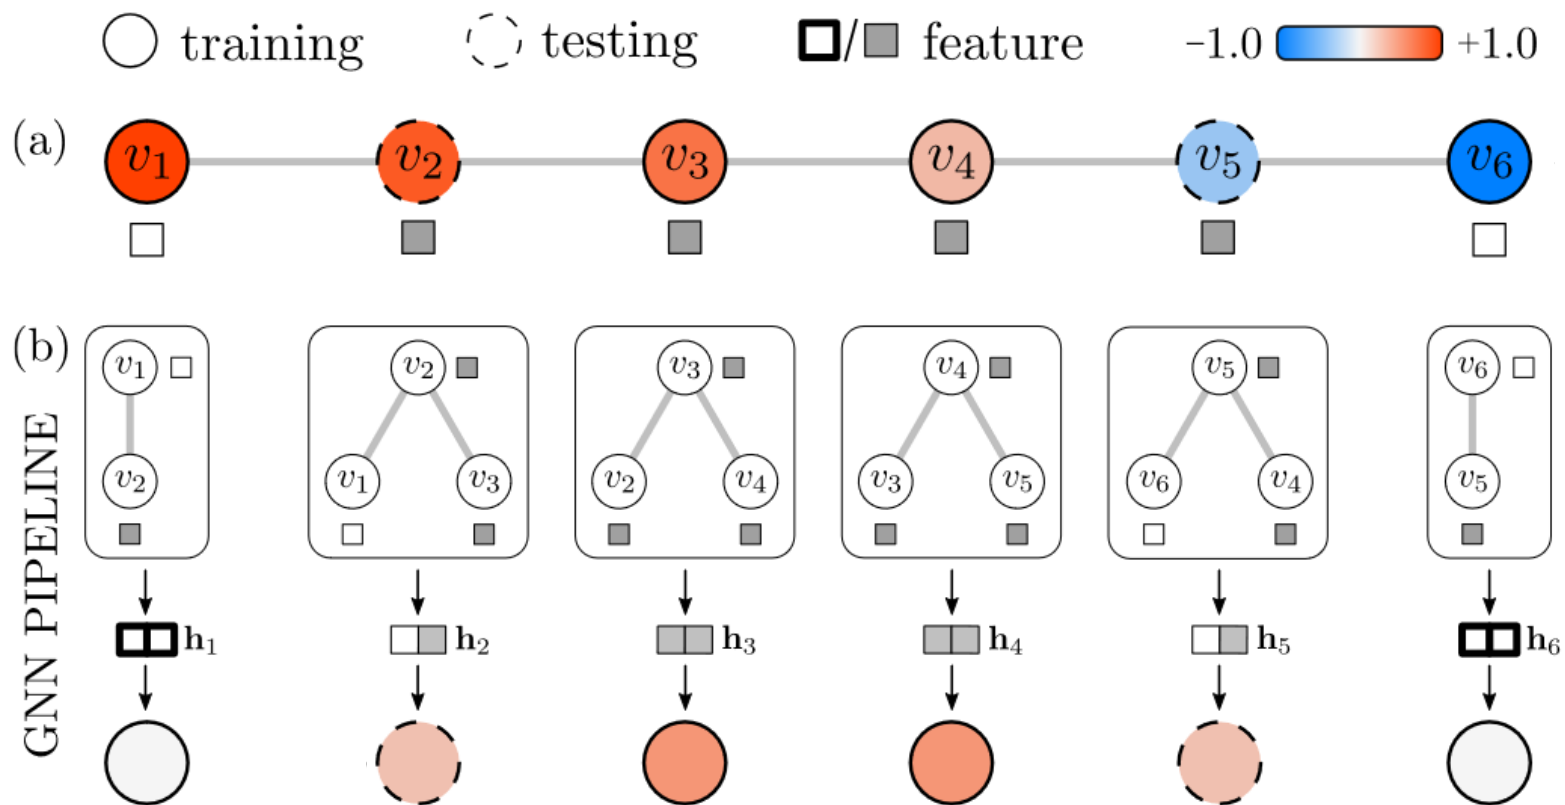 training testing / feature −1.0 +1.0
(a)
v1 v2 v3 v4 v5 v6
(b)
v1 v2 v3 v4 v5 v6
v2 v1 v3 v2 v4 v3 v5 v6 v4 v5
h1 h2 h3 h4 h5 h6
GNN PIPELINE